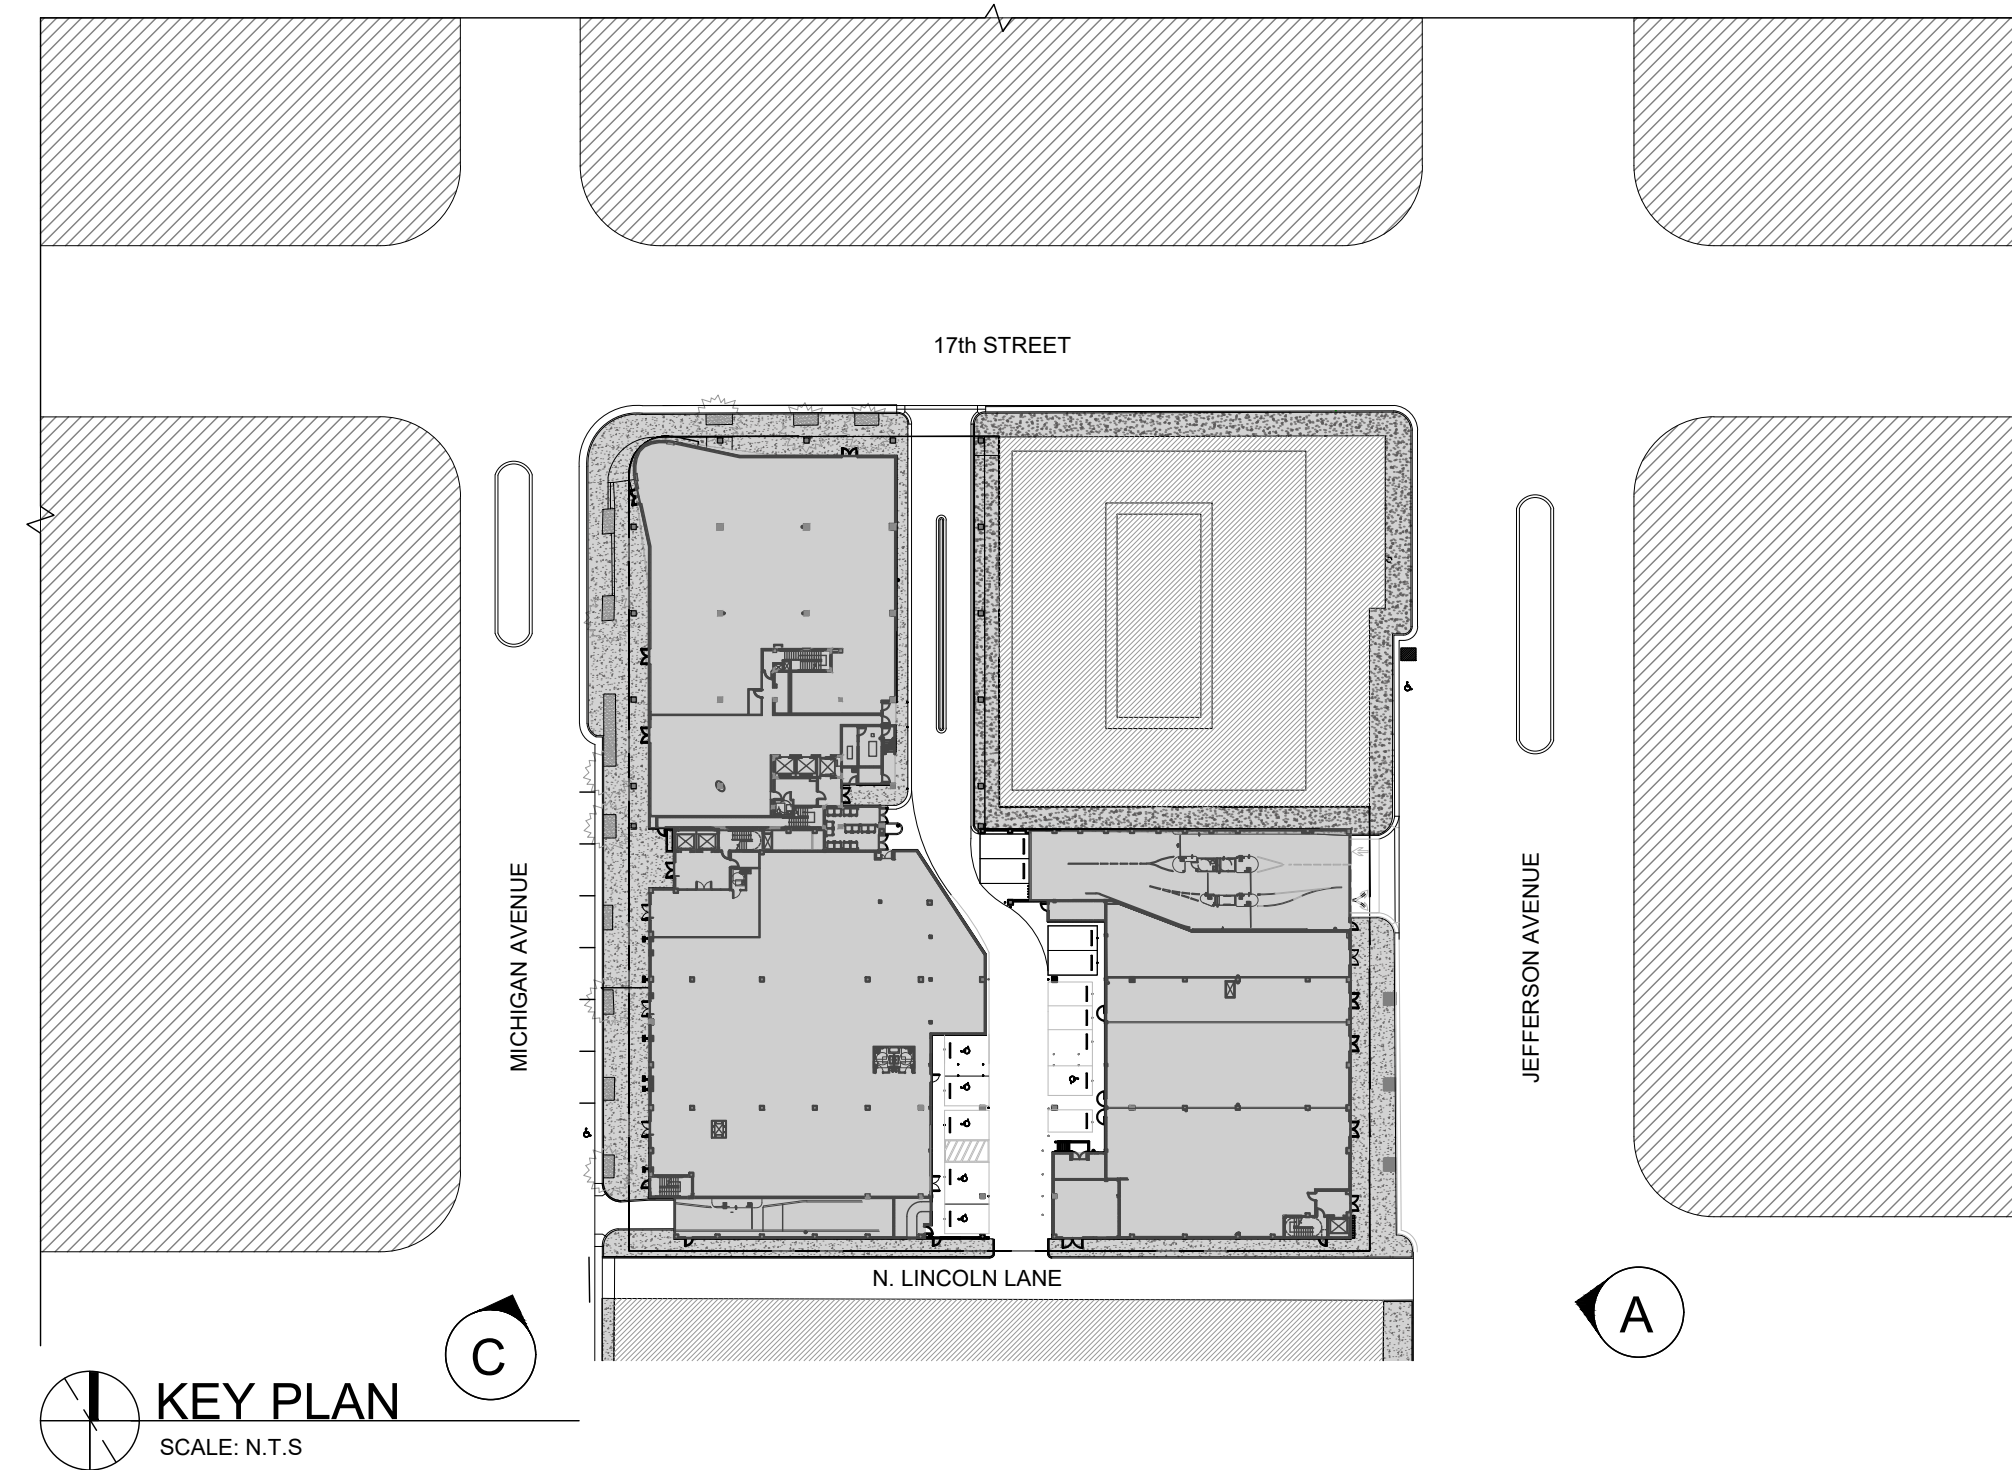 17th STREET
MICHIGAN AVENUE
JEFFERSON AVENUE
N. LINCOLN LANE
C
A
KEY PLAN
SCALE: N.T.S